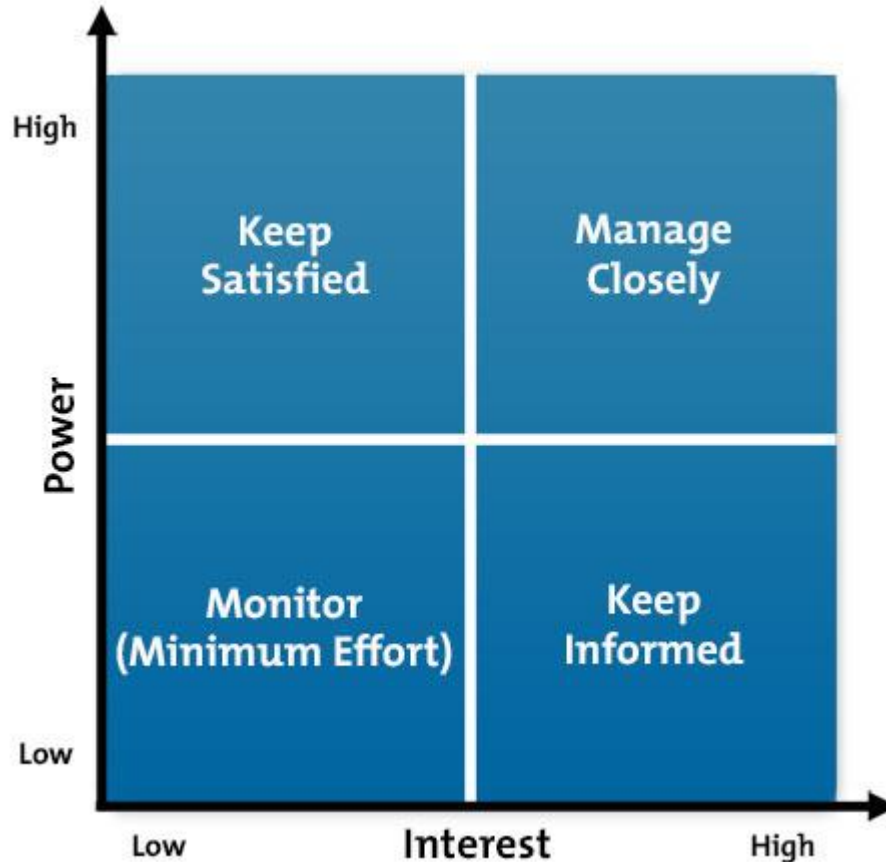 High
Keep
Satisfied
Manage
Closely
Power
Monitor
(Minimum Effort)
Keep
Informed
Low
Low
Interest
High